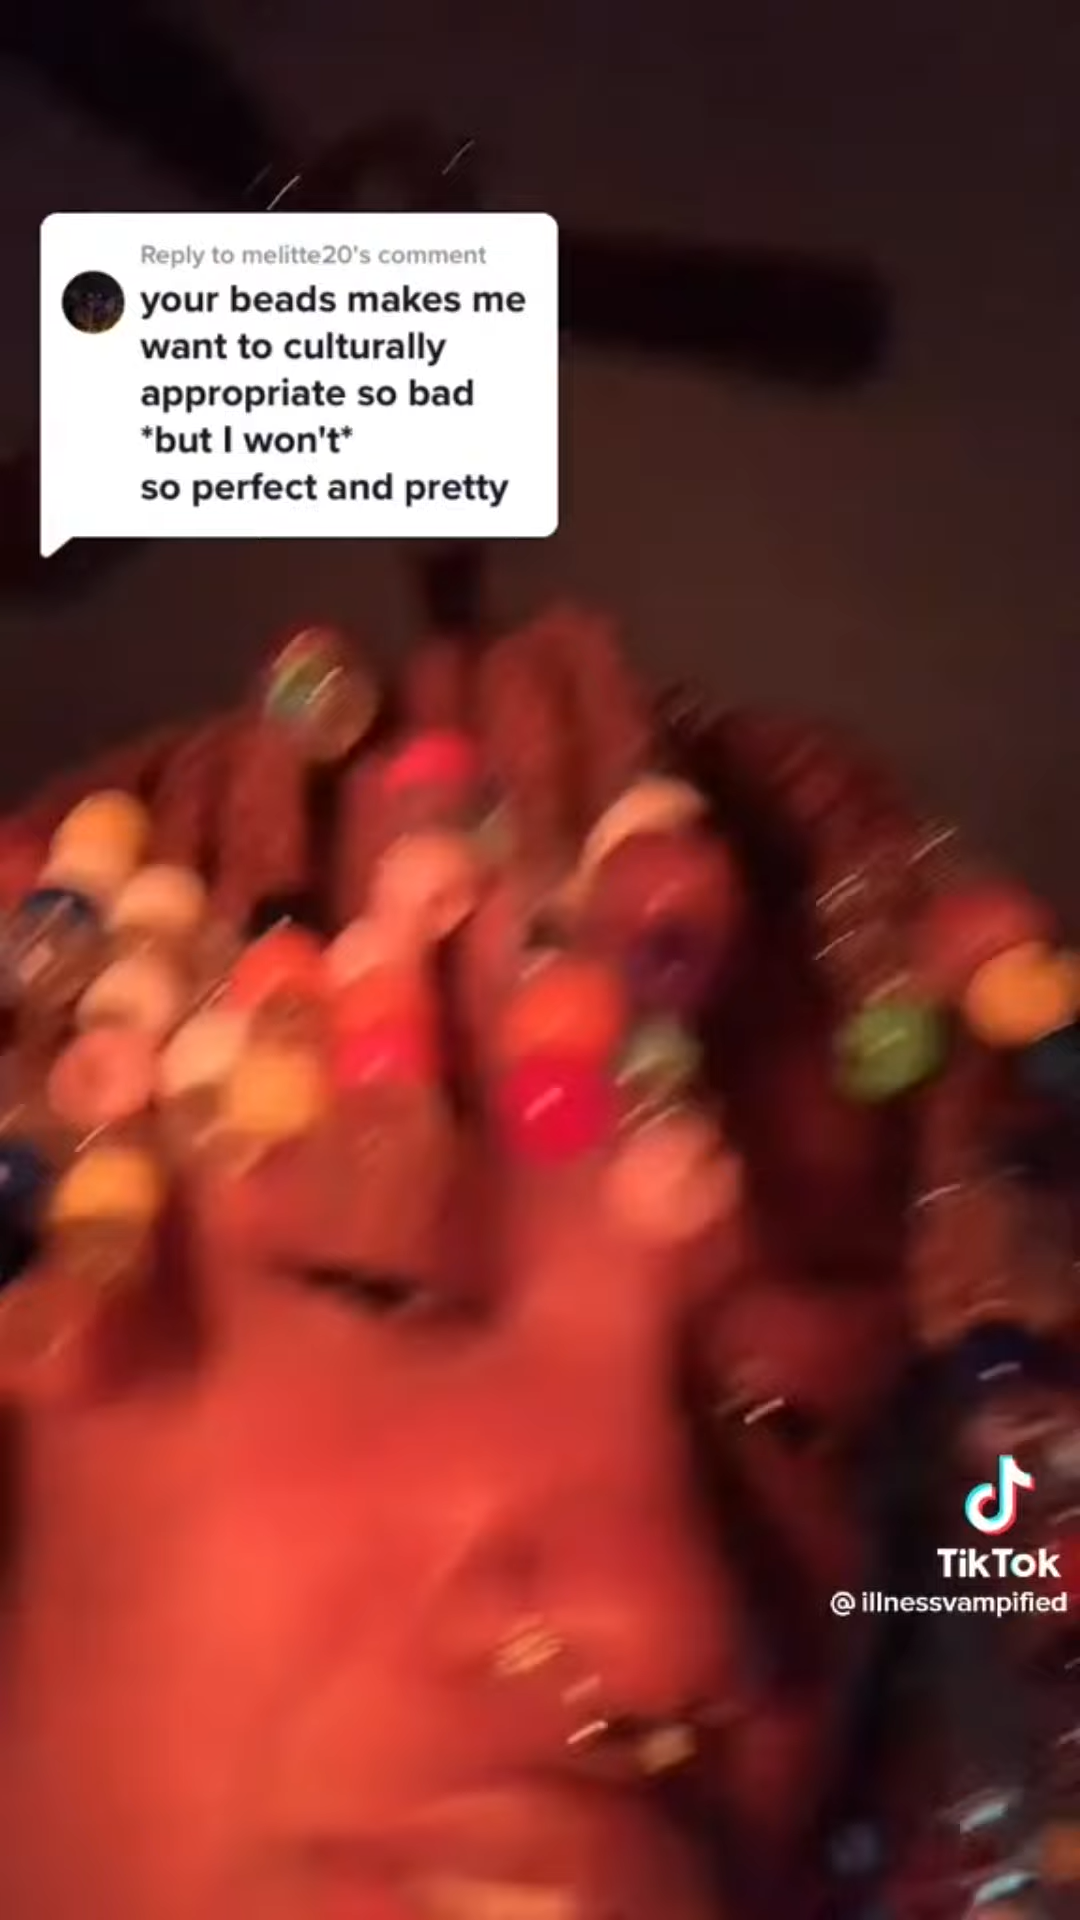 Reply to melitte20's comment
your beads makes me
want to culturally
appropriate so bad
*but I won't*
so perfect and pretty
TikTok
@ illnessvampified